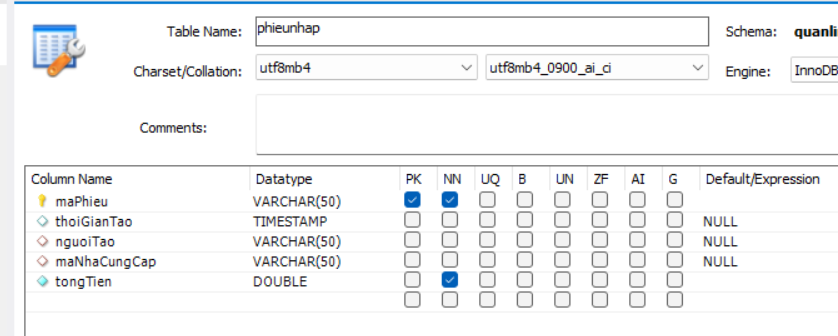 Table Name: phieunhap Schema: quanli
Charset/Collation: utf8mb4 utf8mb4_0900_ai_ci Engine: InnoDB
Comments:
Column Name Datatype PK NN UQ B UN ZF AI G Default/Expression
maPhieu VARCHAR(50)
thoiGianTao TIMESTAMP NULL
nguoiTao VARCHAR(50) NULL
maNhaCungCap VARCHAR(50) NULL
tongTien DOUBLE